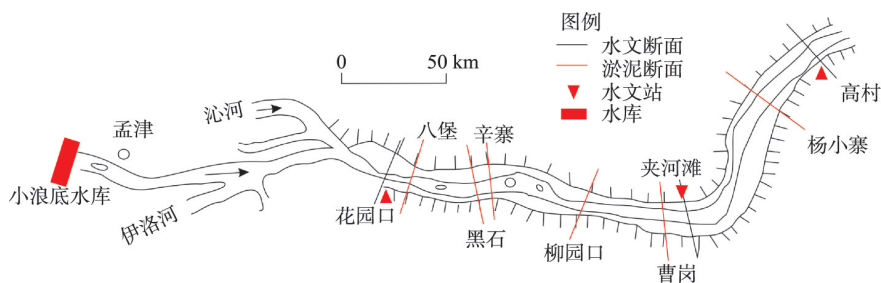 图例
水文断面
淤泥断面
水文站
水库
0
50 km
孟津
沁河
小浪底水库
伊洛河
花园口
八堡
辛寨
黑石
柳园口
夹河滩
曹岗
杨小寨
高村